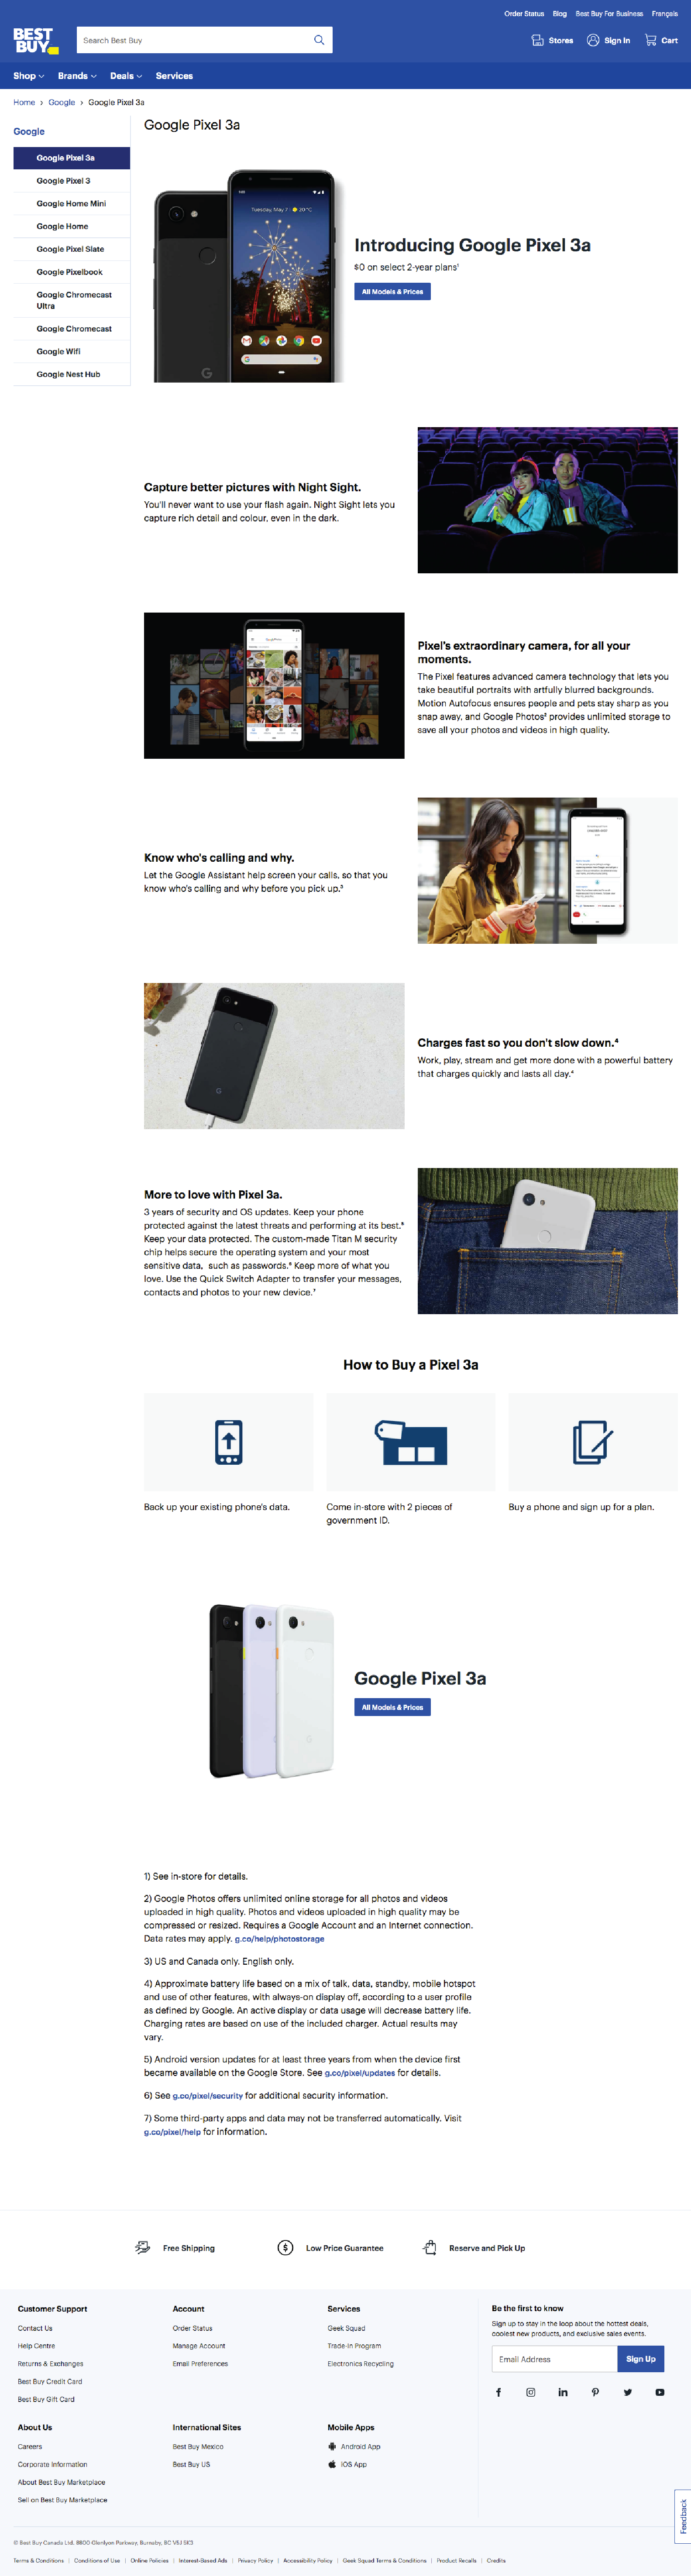 Order Status Blog Best Buy For Business Français
BEST BUY
Search Best Buy
Stores Sign In Cart
Shop Brands Deals Services
Home › Google › Google Pixel 3a
Google
Google Pixel 3a
Google Pixel 3
Google Home Mini
Google Home
Google Pixel Slate
Google Pixelbook
Google Chromecast
Ultra
Google Chromecast
Google Wifi
Google Nest Hub
Google Pixel 3a
Tuesday, May 7 | 20°C
G
Introducing Google Pixel 3a
$0 on select 2-year plans¹
All Models & Prices
Capture better pictures with Night Sight.
You'll never want to use your flash again. Night Sight lets you
capture rich detail and colour, even in the dark.
Pixel's extraordinary camera, for all your
moments.
The Pixel features advanced camera technology that lets you
take beautiful portraits with artfully blurred backgrounds.
Motion Autofocus ensures people and pets stay sharp as you
snap away, and Google Photos² provides unlimited storage to
save all your photos and videos in high quality.
Know who's calling and why.
Let the Google Assistant help screen your calls, so that you
know who's calling and why before you pick up.³
Charges fast so you don't slow down.⁴
Work, play, stream and get more done with a powerful battery
that charges quickly and lasts all day.⁴
More to love with Pixel 3a.
3 years of security and OS updates. Keep your phone
protected against the latest threats and performing at its best.⁵
Keep your data protected. The custom-made Titan M security
chip helps secure the operating system and your most
sensitive data, such as passwords.⁶ Keep more of what you
love. Use the Quick Switch Adapter to transfer your messages,
contacts and photos to your new device.⁷
How to Buy a Pixel 3a
Back up your existing phone's data.
Come in-store with 2 pieces of
government ID.
Buy a phone and sign up for a plan.
Google Pixel 3a
All Models & Prices
1) See in-store for details.
2) Google Photos offers unlimited online storage for all photos and videos
uploaded in high quality. Photos and videos uploaded in high quality may be
compressed or resized. Requires a Google Account and an Internet connection.
Data rates may apply. g.co/help/photostorage
3) US and Canada only. English only.
4) Approximate battery life based on a mix of talk, data, standby, mobile hotspot
and use of other features, with always-on display off, according to a user profile
as defined by Google. An active display or data usage will decrease battery life.
Charging rates are based on use of the included charger. Actual results may
vary.
5) Android version updates for at least three years from when the device first
became available on the Google Store. See g.co/pixel/updates for details.
6) See g.co/pixel/security for additional security information.
7) Some third-party apps and data may not be transferred automatically. Visit
g.co/pixel/help for information.
Free Shipping
Low Price Guarantee
Reserve and Pick Up
Customer Support
Contact Us
Help Centre
Returns & Exchanges
Best Buy Credit Card
Best Buy Gift Card
Account
Order Status
Manage Account
Email Preferences
Services
Geek Squad
Trade-In Program
Electronics Recycling
Be the first to know
Sign up to stay in the loop about the hottest deals,
coolest new products, and exclusive sales events.
Email Address
Sign Up
About Us
Careers
Corporate Information
About Best Buy Marketplace
Sell on Best Buy Marketplace
International Sites
Best Buy Mexico
Best Buy US
Mobile Apps
Android App
iOS App
Feedback
© Best Buy Canada Ltd. 8800 Glenlyon Parkway, Burnaby, BC V5J 5K3
Terms & Conditions | Conditions of Use | Online Policies | Interest-Based Ads | Privacy Policy | Accessibility Policy | Geek Squad Terms & Conditions | Product Recalls | Credits